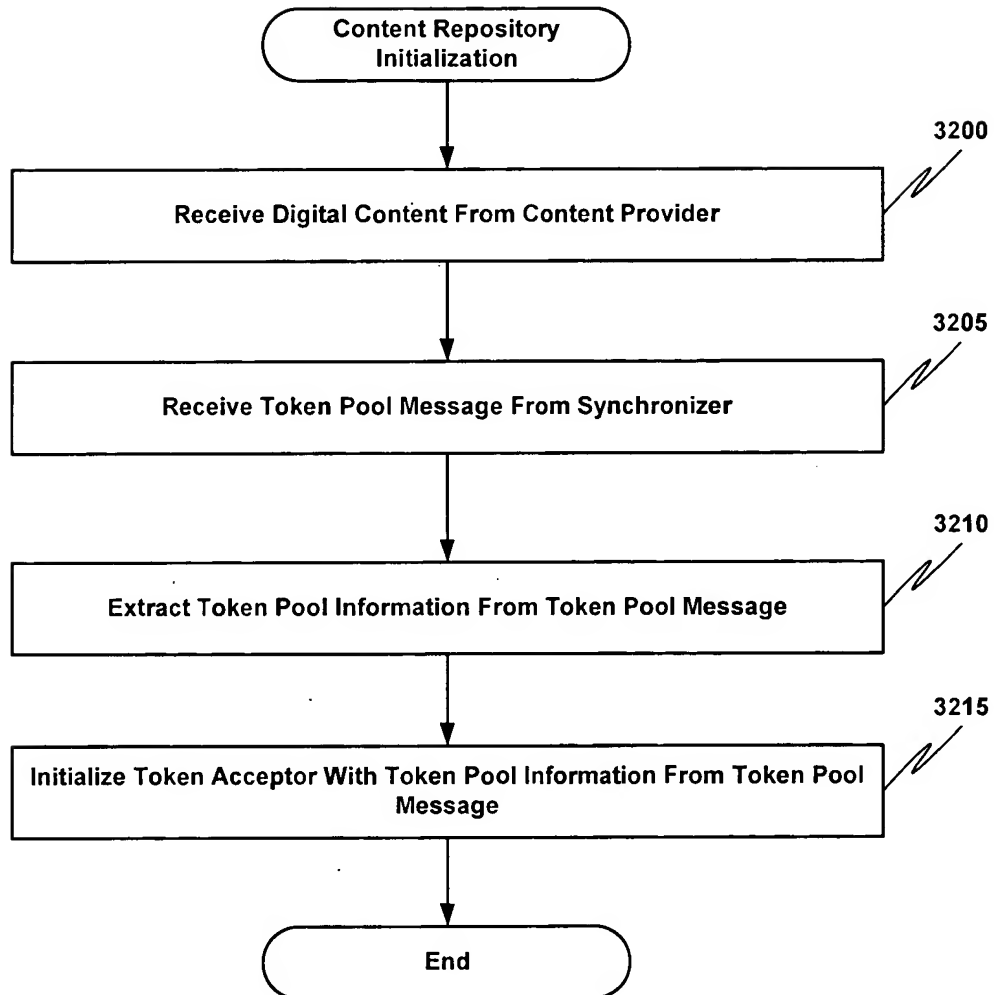 Content Repository
Initialization
3200
Receive Digital Content From Content Provider
3205
Receive Token Pool Message From Synchronizer
3210
Extract Token Pool Information From Token Pool Message
3215
Initialize Token Acceptor With Token Pool Information From Token Pool
Message
End